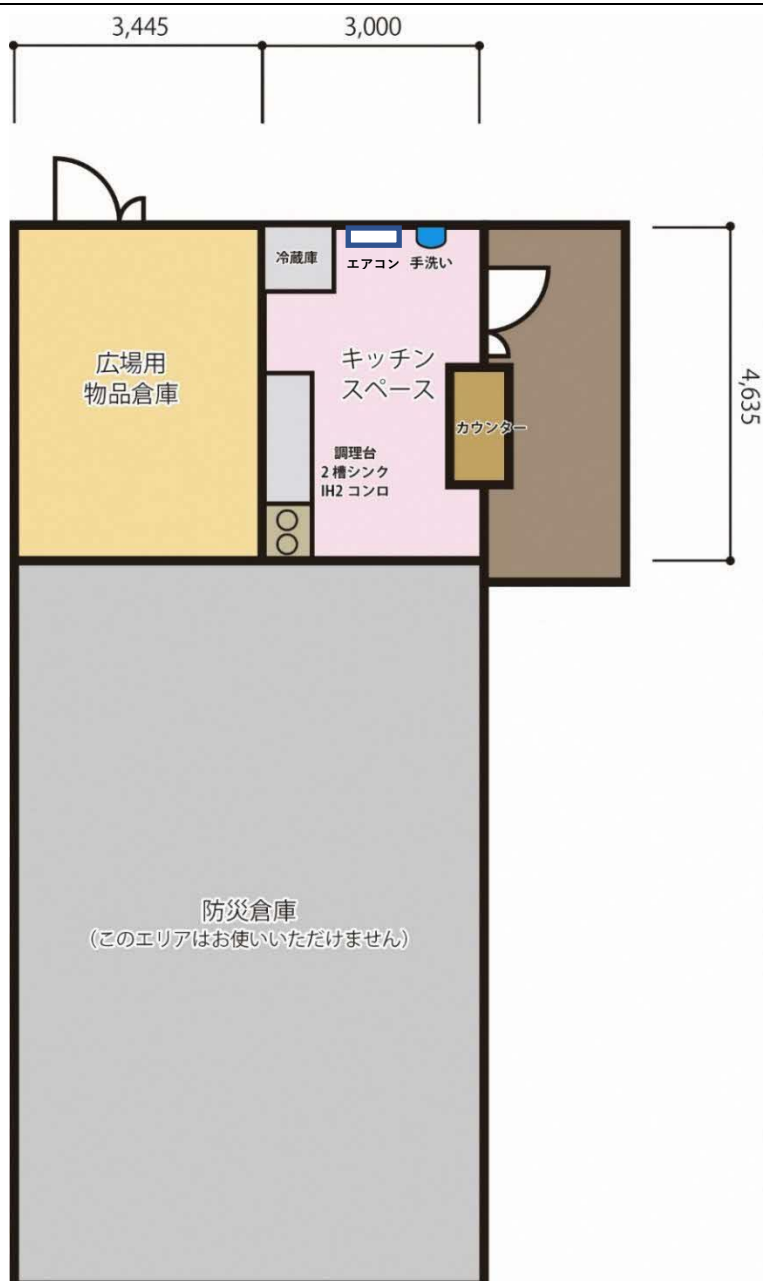 3,445
3,000
冷蔵庫
エアコン
手洗い
広場用
物品倉庫
キッチン
スペース
4,635
カウンター
調理台
2槽シンク
IH2コンロ
防災倉庫
(このエリアはお使いいただけません)